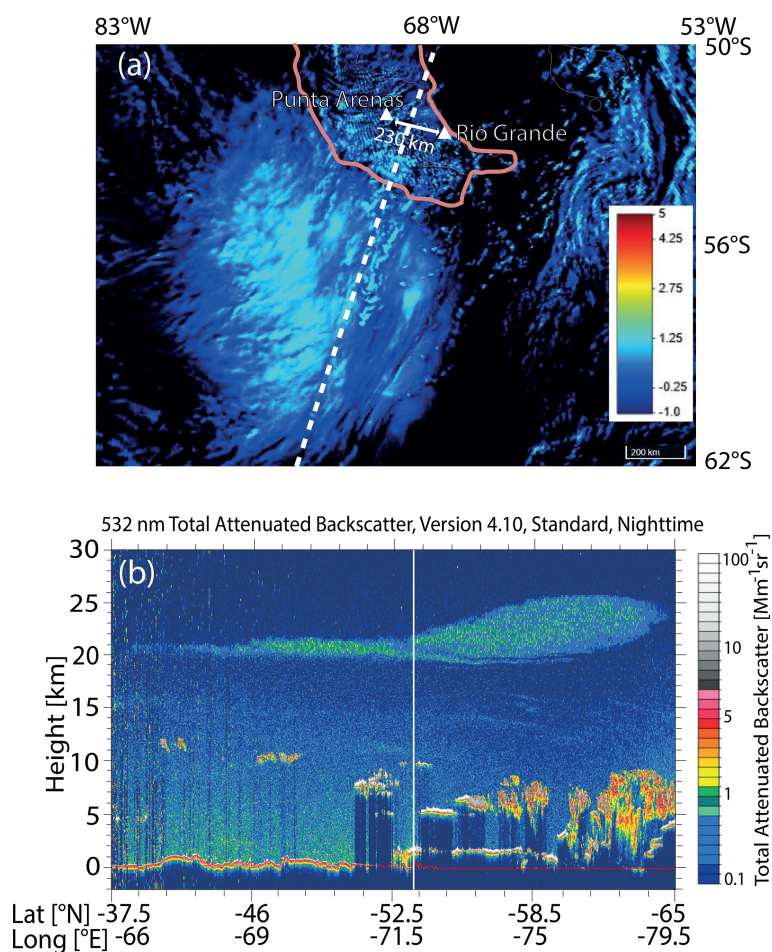 83°W 68°W 53°W
50°S
(a)
Punta Arenas
Rio Grande
230 km
5
4.25
2.75
1.25
-0.25
-1.0
56°S
200 km
62°S
532 nm Total Attenuated Backscatter, Version 4.10, Standard, Nighttime
(b)
30
25
20
15
10
5
0
Height [km]
100
10
5
1
0.1
Total Attenuated Backscatter [Mm⁻¹sr⁻¹]
Lat [°N] -37.5 -46 -52.5 -58.5 -65
Long [°E] -66 -69 -71.5 -75 -79.5